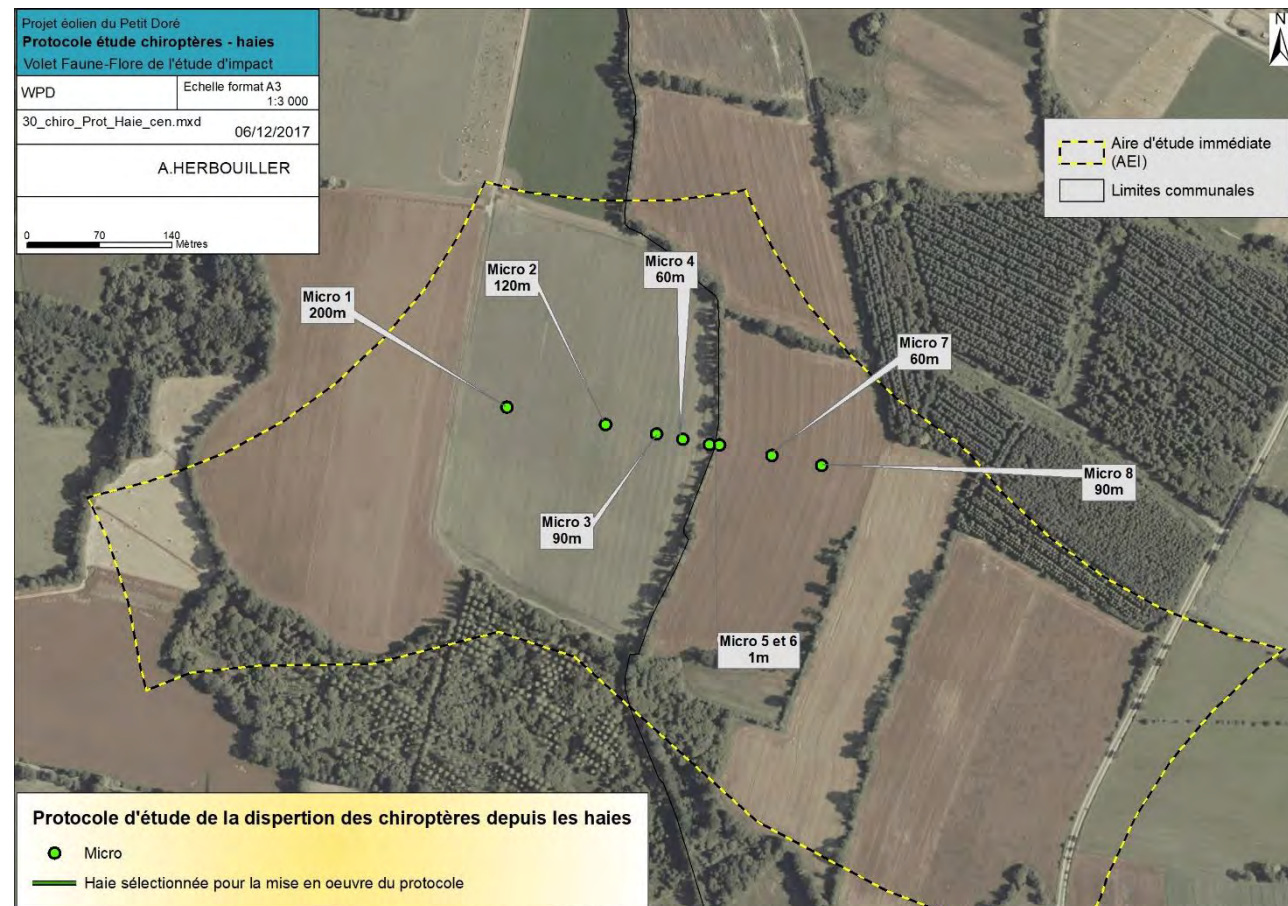 Projet éolien du Petit Doré
Protocole étude chiroptères - haies
Volet Faune-Flore de l'étude d'impact
WPD
Echelle format A3
1:3 000
30_chiro_Prot_Haie_cen.mxd
06/12/2017
A.HERBOUILLER
0 70 140
Mètres
N
Aire d'étude immédiate
(AEI)
Limites communales
Micro 1
200m
Micro 2
120m
Micro 4
60m
Micro 7
60m
Micro 3
90m
Micro 8
90m
Micro 5 et 6
1m
Protocole d'étude de la dispertion des chiroptères depuis les haies
Micro
Haie sélectionnée pour la mise en oeuvre du protocole